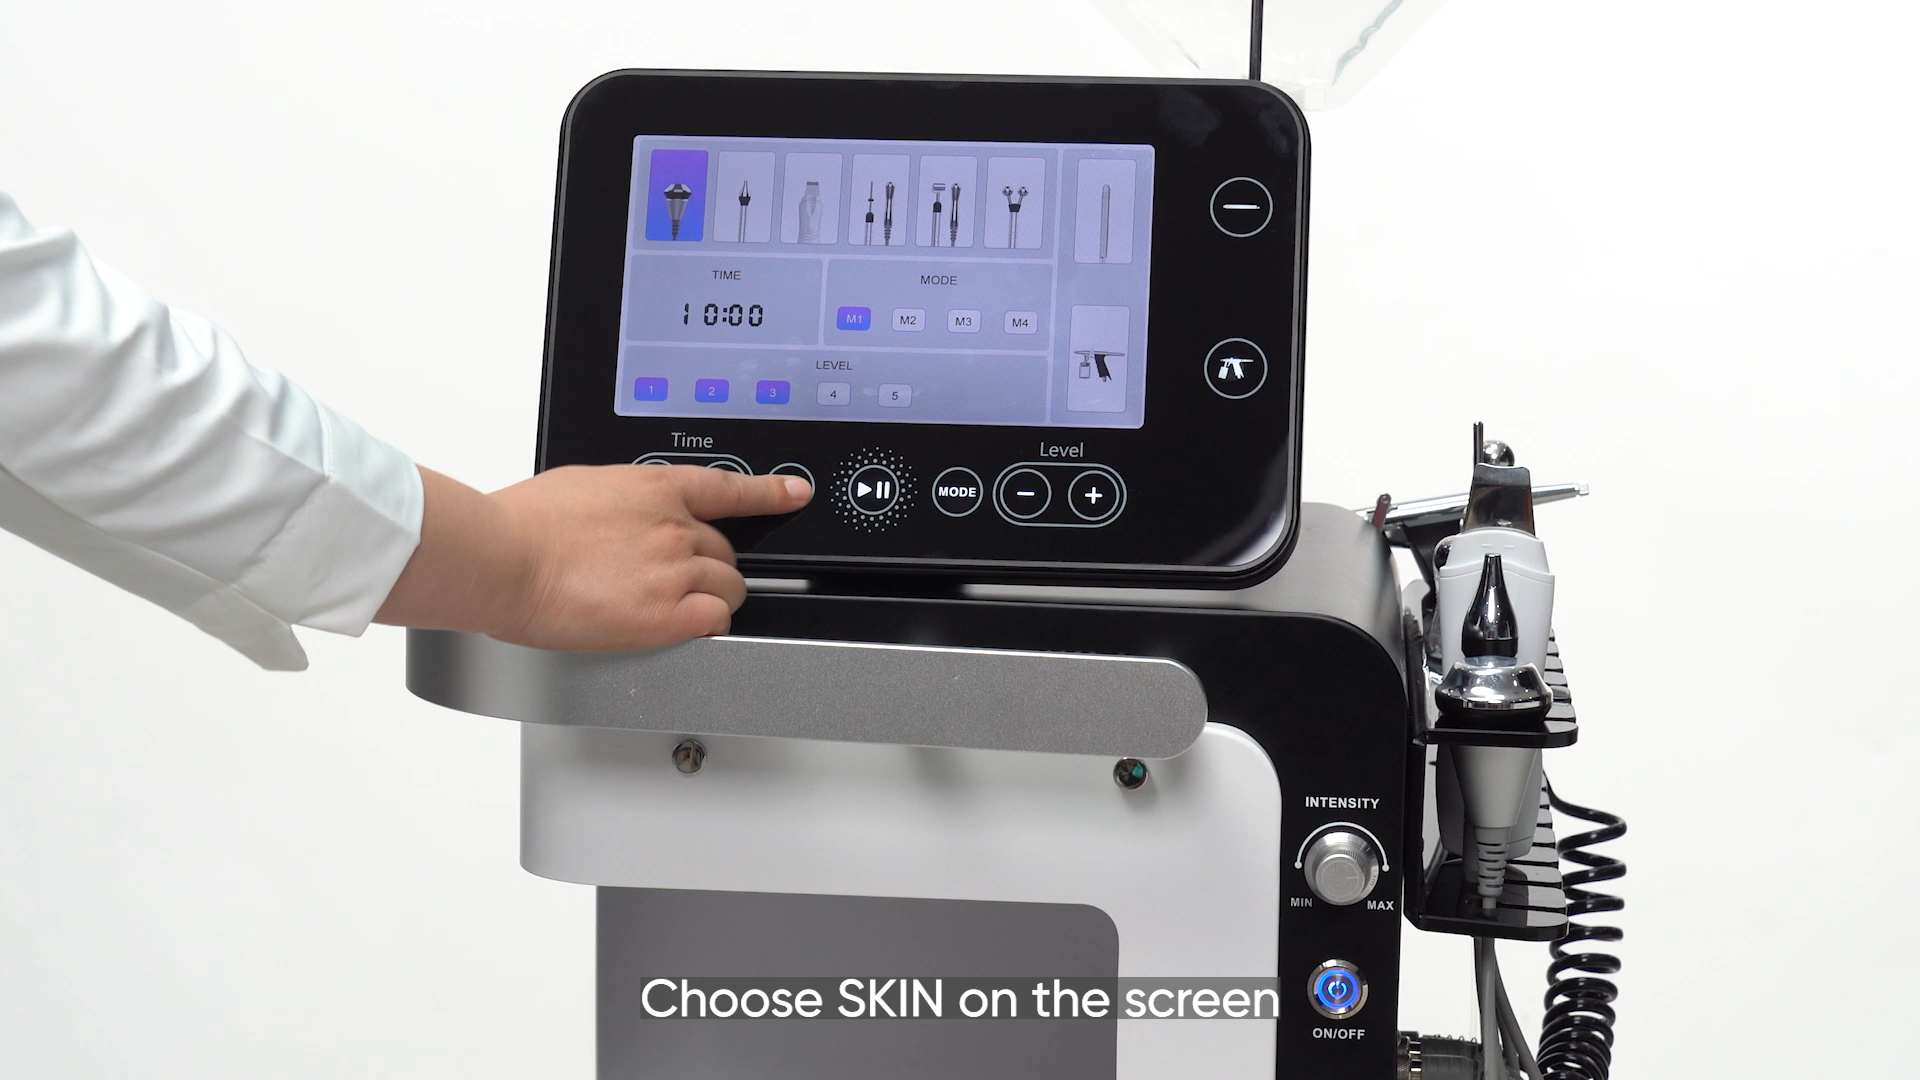 TIME
10:00
MODE
M1 M2 M3 M4
LEVEL
1 2 3 4 5
Time
Level
MODE
INTENSITY
MIN MAX
ON/OFF
Choose SKIN on the screen